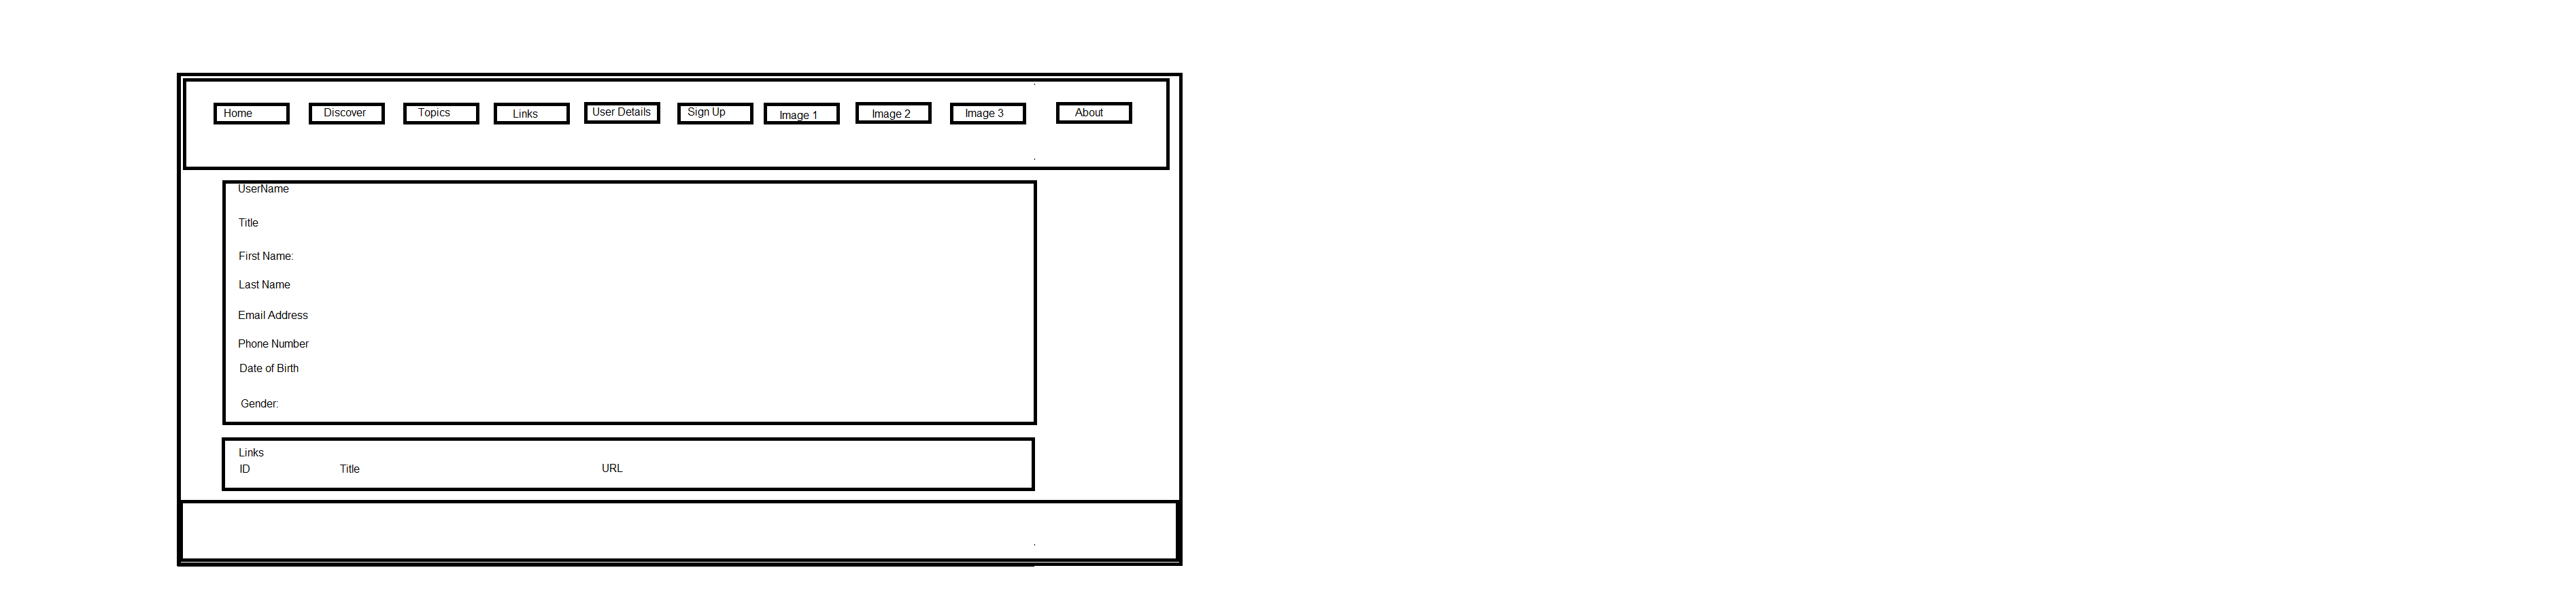 Home Discover Topics Links User Details Sign Up Image 1 Image 2 Image 3 About
UserName
Title
First Name:
Last Name
Email Address
Phone Number
Date of Birth
Gender:
Links
ID Title URL